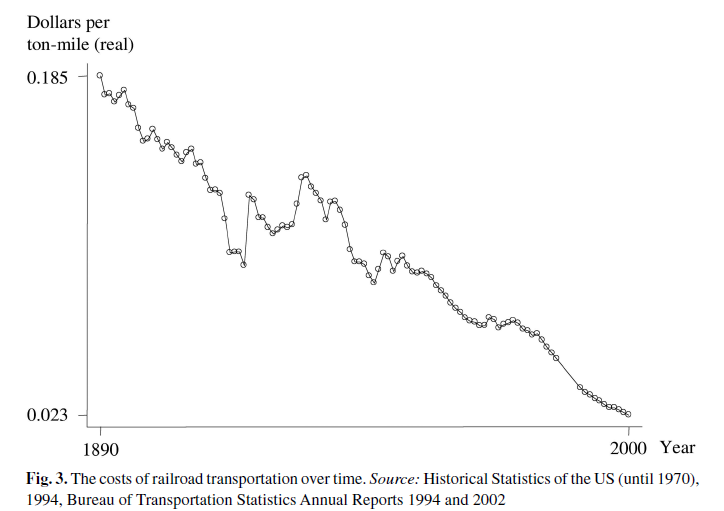 Dollars per
ton-mile (real)
0.185
0.023
1890
2000 Year
Fig. 3. The costs of railroad transportation over time. Source: Historical Statistics of the US (until 1970),
1994, Bureau of Transportation Statistics Annual Reports 1994 and 2002